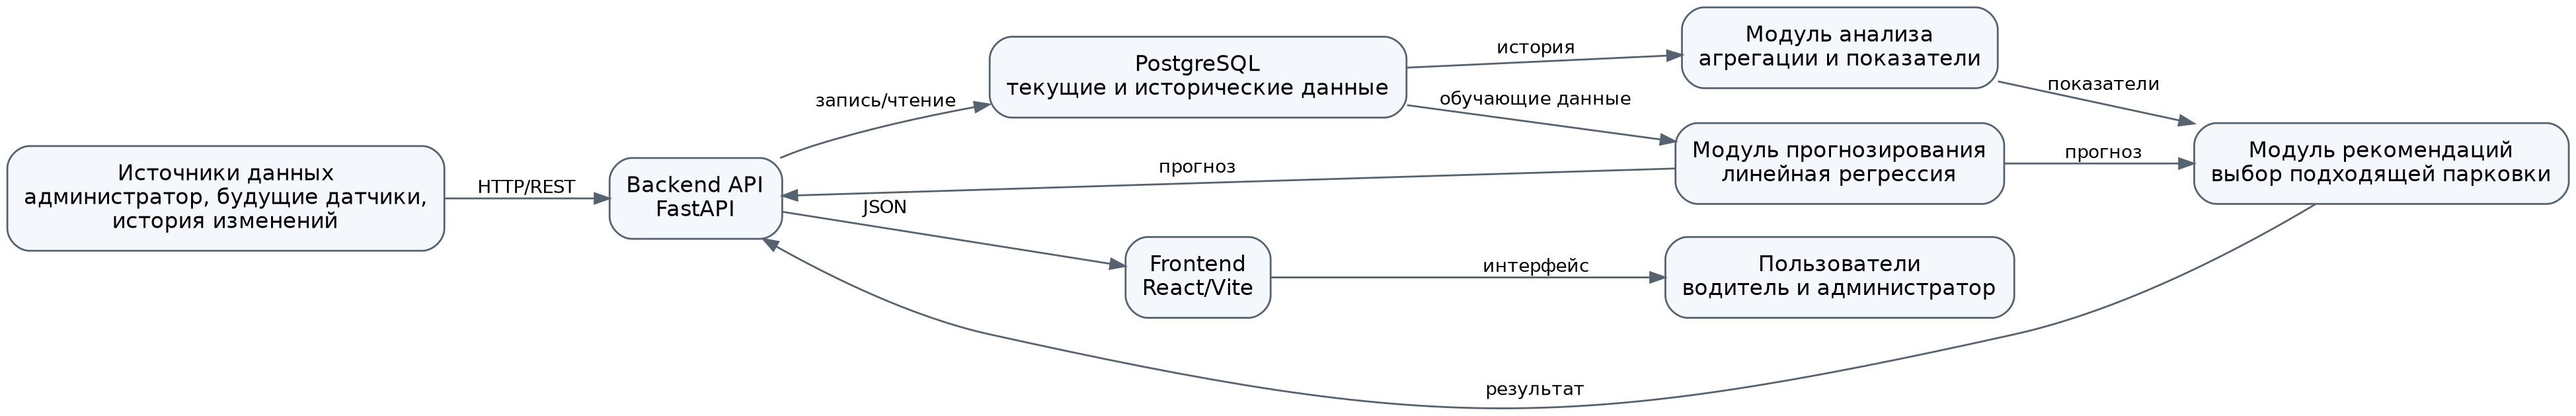 Источники данных
администратор, будущие датчики,
история изменений
HTTP/REST
Backend API
FastAPI
запись/чтение
PostgreSQL
текущие и исторические данные
история
обучающие данные
Модуль анализа
агрегации и показатели
показатели
Модуль прогнозирования
линейная регрессия
прогноз
прогноз
Модуль рекомендаций
выбор подходящей парковки
JSON
Frontend
React/Vite
интерфейс
Пользователи
водитель и администратор
результат